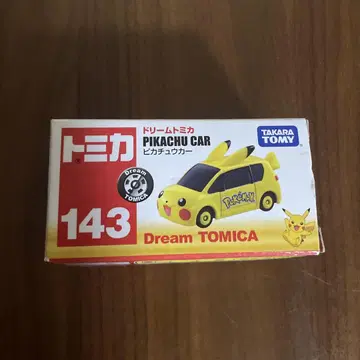 トミカ
Dream
TOMICA
143
ドリームトミカ
PIKACHU CAR
ピカチュウカー
TAKARA
TOMY
POKéMON
Dream TOMICA